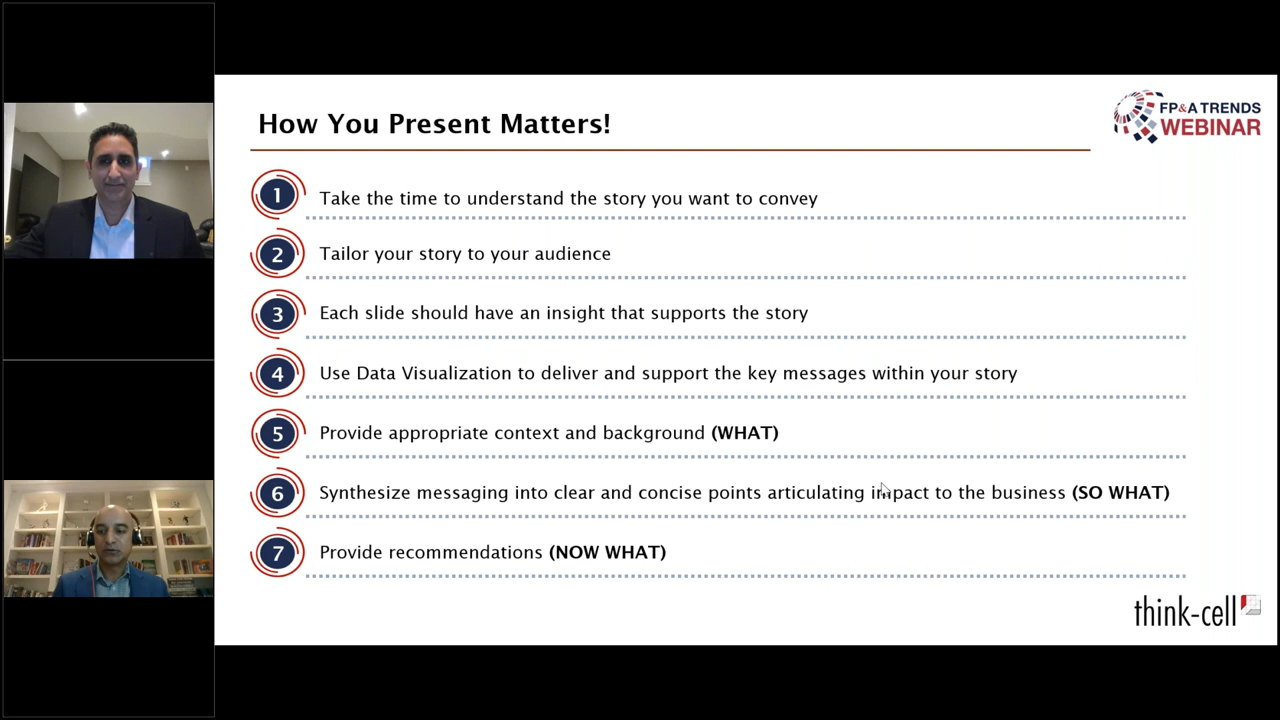 How You Present Matters!
FP&A TRENDS
WEBINAR
1 Take the time to understand the story you want to convey
2 Tailor your story to your audience
3 Each slide should have an insight that supports the story
4 Use Data Visualization to deliver and support the key messages within your story
5 Provide appropriate context and background (WHAT)
6 Synthesize messaging into clear and concise points articulating impact to the business (SO WHAT)
7 Provide recommendations (NOW WHAT)
think-cell